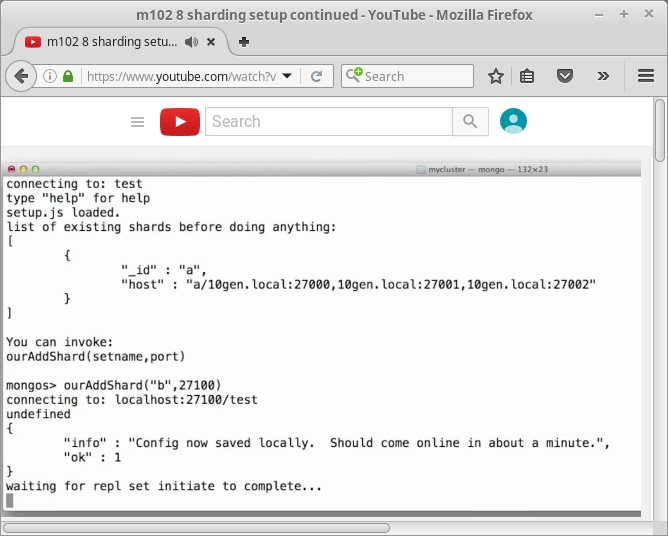 m102 8 sharding setup continued - YouTube - Mozilla Firefox
m102 8 sharding setu...
https://www.youtube.com/watch?v
Search
Search
mycluster — mongo — 132×23
connecting to: test
type "help" for help
setup.js loaded.
list of existing shards before doing anything:
[
{
"_id" : "a",
"host" : "a/10gen.local:27000,10gen.local:27001,10gen.local:27002"
}
]
You can invoke:
ourAddShard(setname,port)
mongos> ourAddShard("b",27100)
connecting to: localhost:27100/test
undefined
{
"info" : "Config now saved locally.  Should come online in about a minute.",
"ok" : 1
}
waiting for repl set initiate to complete...